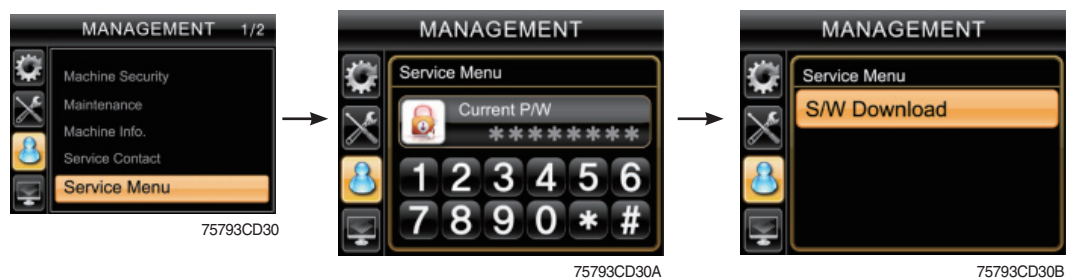 MANAGEMENT 1/2
Machine Security
Maintenance
Machine Info.
Service Contact
Service Menu
75793CD30
MANAGEMENT
Service Menu
Current P/W
********
1 2 3 4 5 6
7 8 9 0 * #
75793CD30A
MANAGEMENT
Service Menu
S/W Download
75793CD30B